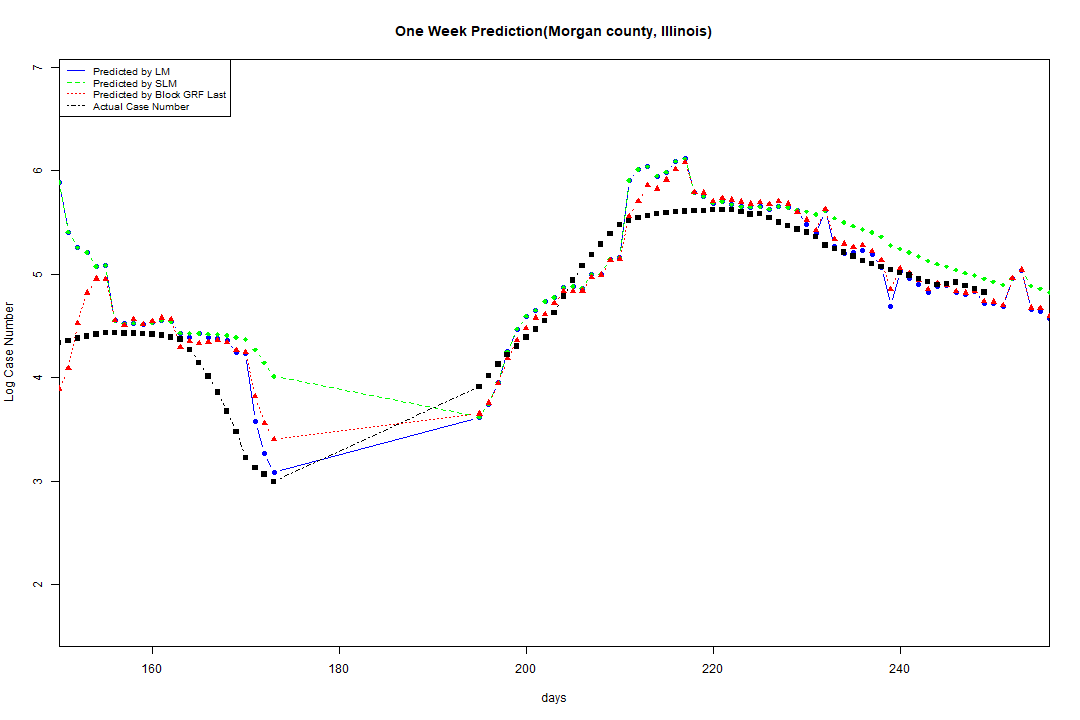 One Week Prediction(Morgan county, Illinois)
Predicted by LM
Predicted by SLM
Predicted by Block GRF Last
Actual Case Number
Log Case Number
7
6
5
4
3
2
160 180 200 220 240
days